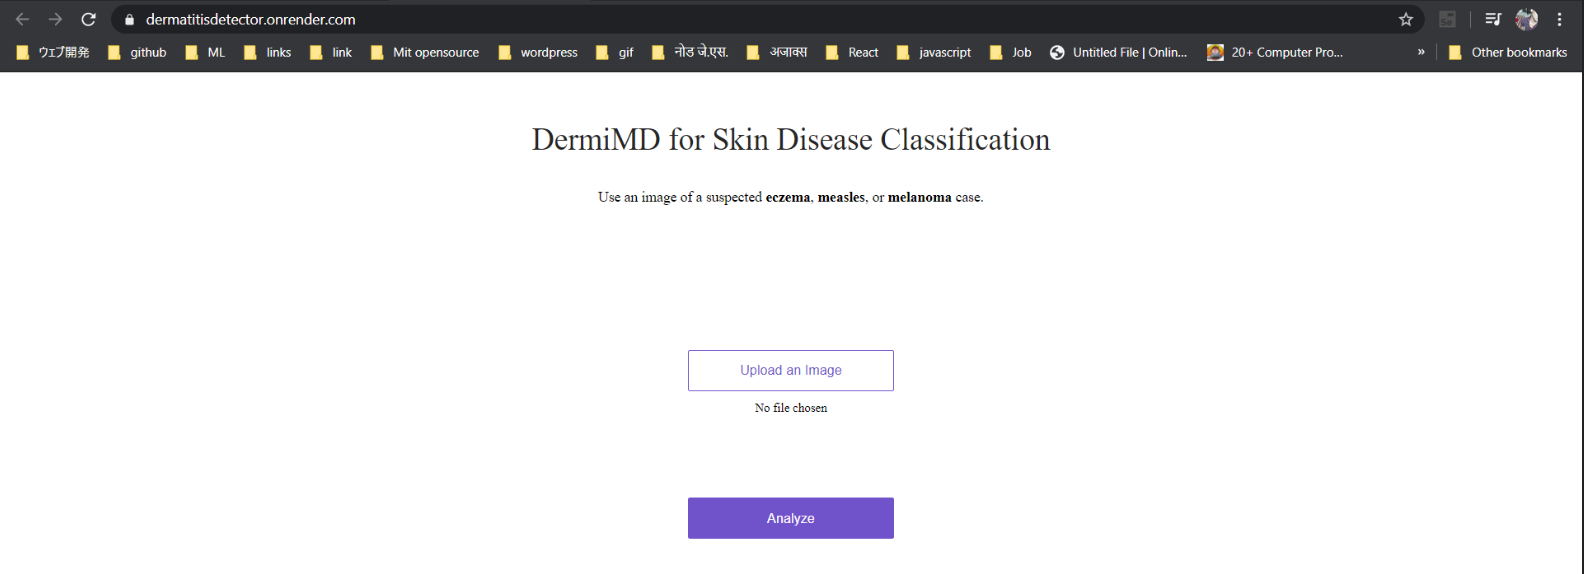 dermatitisdetector.onrender.com
ウェブ開発 github ML links link Mit opensource wordpress gif नोड जे.एस. अजाक्स React javascript Job Untitled File | Onlin... 20+ Computer Pro... » Other bookmarks
DermiMD for Skin Disease Classification
Use an image of a suspected eczema, measles, or melanoma case.
Upload an Image
No file chosen
Analyze